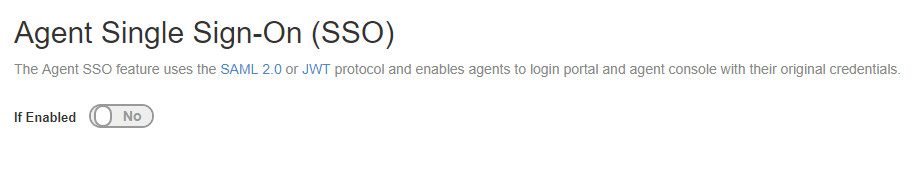 Agent Single Sign-On (SSO)
The Agent SSO feature uses the SAML 2.0 or JWT protocol and enables agents to login portal and agent console with their original credentials.
If Enabled No